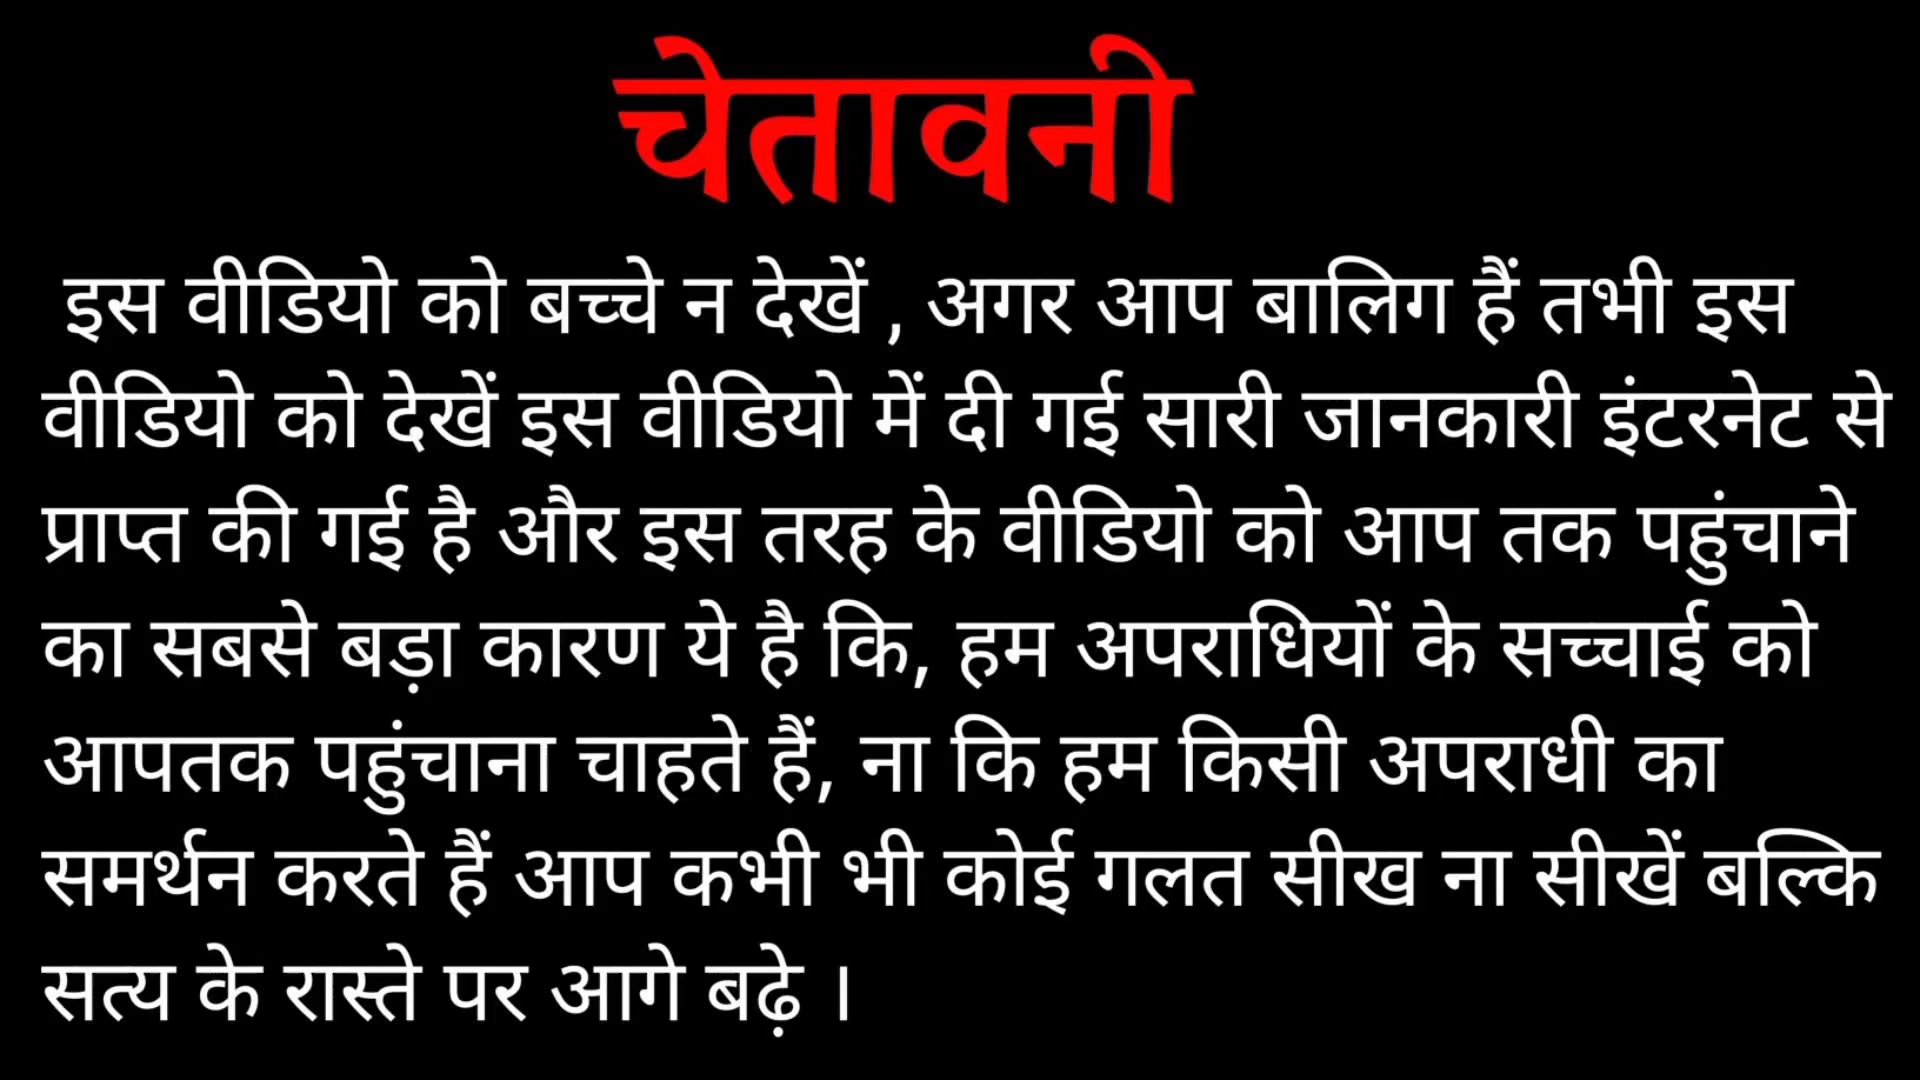 चेतावनी
इस वीडियो को बच्चे न देखें , अगर आप बालिग हैं तभी इस
वीडियो को देखें इस वीडियो में दी गई सारी जानकारी इंटरनेट से
प्राप्त की गई है और इस तरह के वीडियो को आप तक पहुंचाने
का सबसे बड़ा कारण ये है कि, हम अपराधियों के सच्चाई को
आपतक पहुंचाना चाहते हैं, ना कि हम किसी अपराधी का
समर्थन करते हैं आप कभी भी कोई गलत सीख ना सीखें बल्कि
सत्य के रास्ते पर आगे बढ़े ।